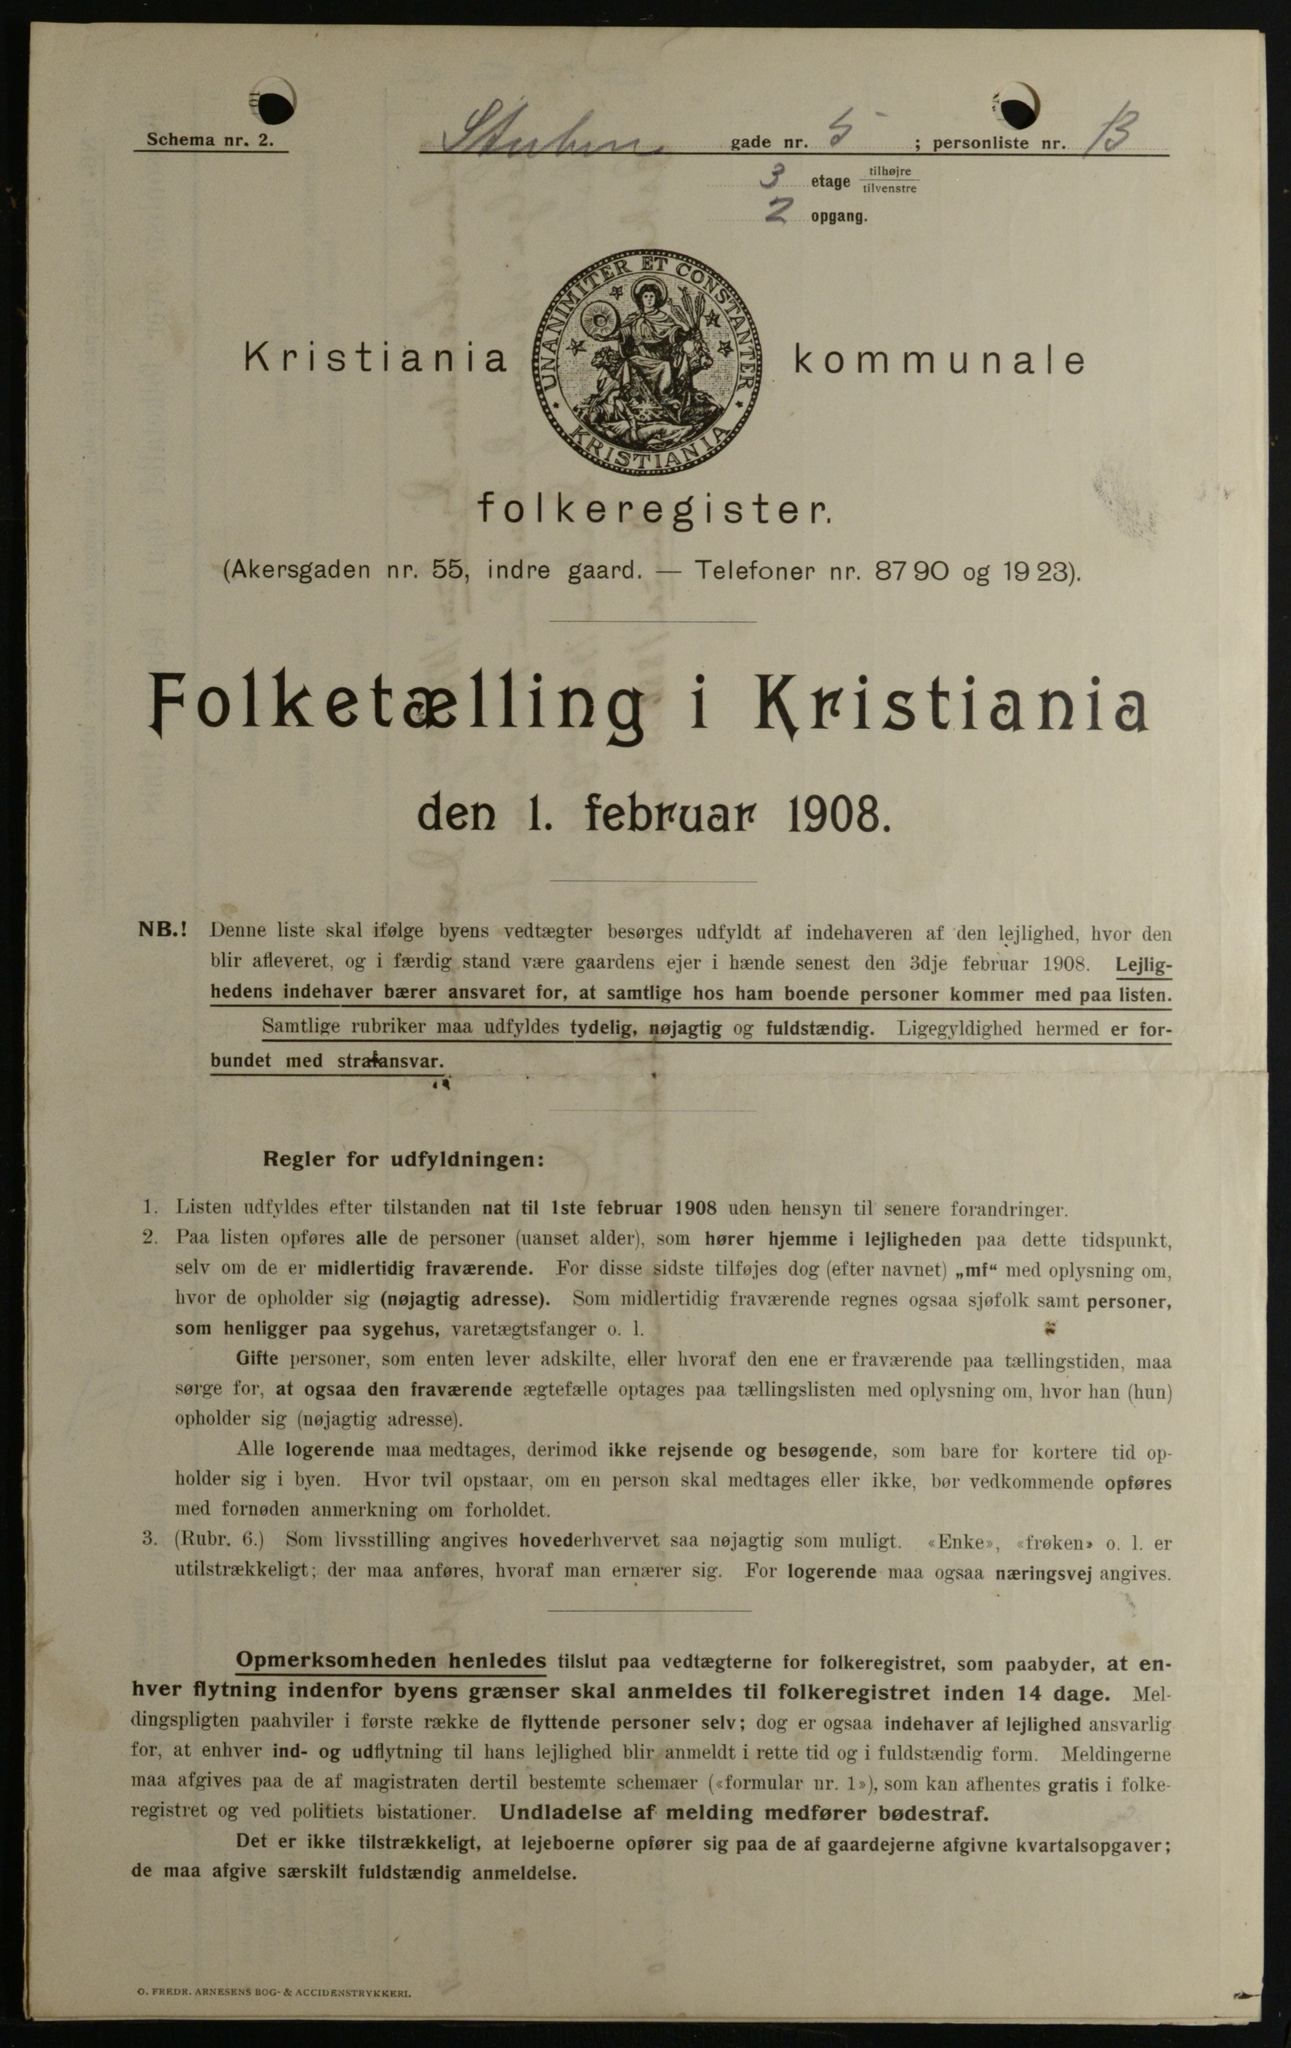 Schema nr. 2. Stuben gade nr. 5 ; personliste nr. 13
3 etage tilhøjre
tilvenstre
2 opgang.
UNANIMITER ET CONSTANTER
KRISTIANIA
Kristiania kommunale
folkeregister.
(Akersgaden nr. 55, indre gaard. — Telefoner nr. 8790 og 1923).
Folketælling i Kristiania
den 1. februar 1908.
NB.! Denne liste skal ifølge byens vedtægter besørges udfyldt af indehaveren af den lejlighed, hvor den
blir afleveret, og i færdig stand være gaardens ejer i hænde senest den 3dje februar 1908. Lejlig-
hedens indehaver bærer ansvaret for, at samtlige hos ham boende personer kommer med paa listen.
Samtlige rubriker maa udfyldes tydelig, nøjagtig og fuldstændig. Ligegyldighed hermed er for-
bundet med strafansvar.
Regler for udfyldningen:
1. Listen udfyldes efter tilstanden nat til 1ste februar 1908 uden hensyn til senere forandringer.
2. Paa listen opføres alle de personer (uanset alder), som hører hjemme i lejligheden paa dette tidspunkt,
selv om de er midlertidig fraværende. For disse sidste tilføjes dog (efter navnet) „mf“ med oplysning om,
hvor de opholder sig (nøjagtig adresse). Som midlertidig fraværende regnes ogsaa sjøfolk samt personer,
som henligger paa sygehus, varetægtsfanger o. l.
Gifte personer, som enten lever adskilte, eller hvoraf den ene er fraværende paa tællingstiden, maa
sørge for, at ogsaa den fraværende ægtefælle optages paa tællingslisten med oplysning om, hvor han (hun)
opholder sig (nøjagtig adresse).
Alle logerende maa medtages, derimod ikke rejsende og besøgende, som bare for kortere tid op-
holder sig i byen. Hvor tvil opstaar, om en person skal medtages eller ikke, bør vedkommende opføres
med fornøden anmerkning om forholdet.
3. (Rubr. 6.) Som livsstilling angives hovederhvervet saa nøjagtig som muligt. «Enke», «frøken» o. l. er
utilstrækkeligt; der maa anføres, hvoraf man ernærer sig. For logerende maa ogsaa næringsvej angives.
Opmerksomheden henledes tilslut paa vedtægterne for folkeregistret, som paabyder, at en-
hver flytning indenfor byens grænser skal anmeldes til folkeregistret inden 14 dage. Mel-
dingspligten paahviler i første række de flyttende personer selv; dog er ogsaa indehaver af lejlighed ansvarlig
for, at enhver ind- og udflytning til hans lejlighed blir anmeldt i rette tid og i fuldstændig form. Meldingerne
maa afgives paa de af magistraten dertil bestemte schemaer («formular nr. 1»), som kan afhentes gratis i folke-
registret og ved politiets bistationer. Undladelse af melding medfører bødestraf.
Det er ikke tilstrækkeligt, at lejeboerne opfører sig paa de af gaardejerne afgivne kvartalsopgaver;
de maa afgive særskilt fuldstændig anmeldelse.
O. FREDR. ARNESENS BOG- & ACCIDENSTRYKKERI.